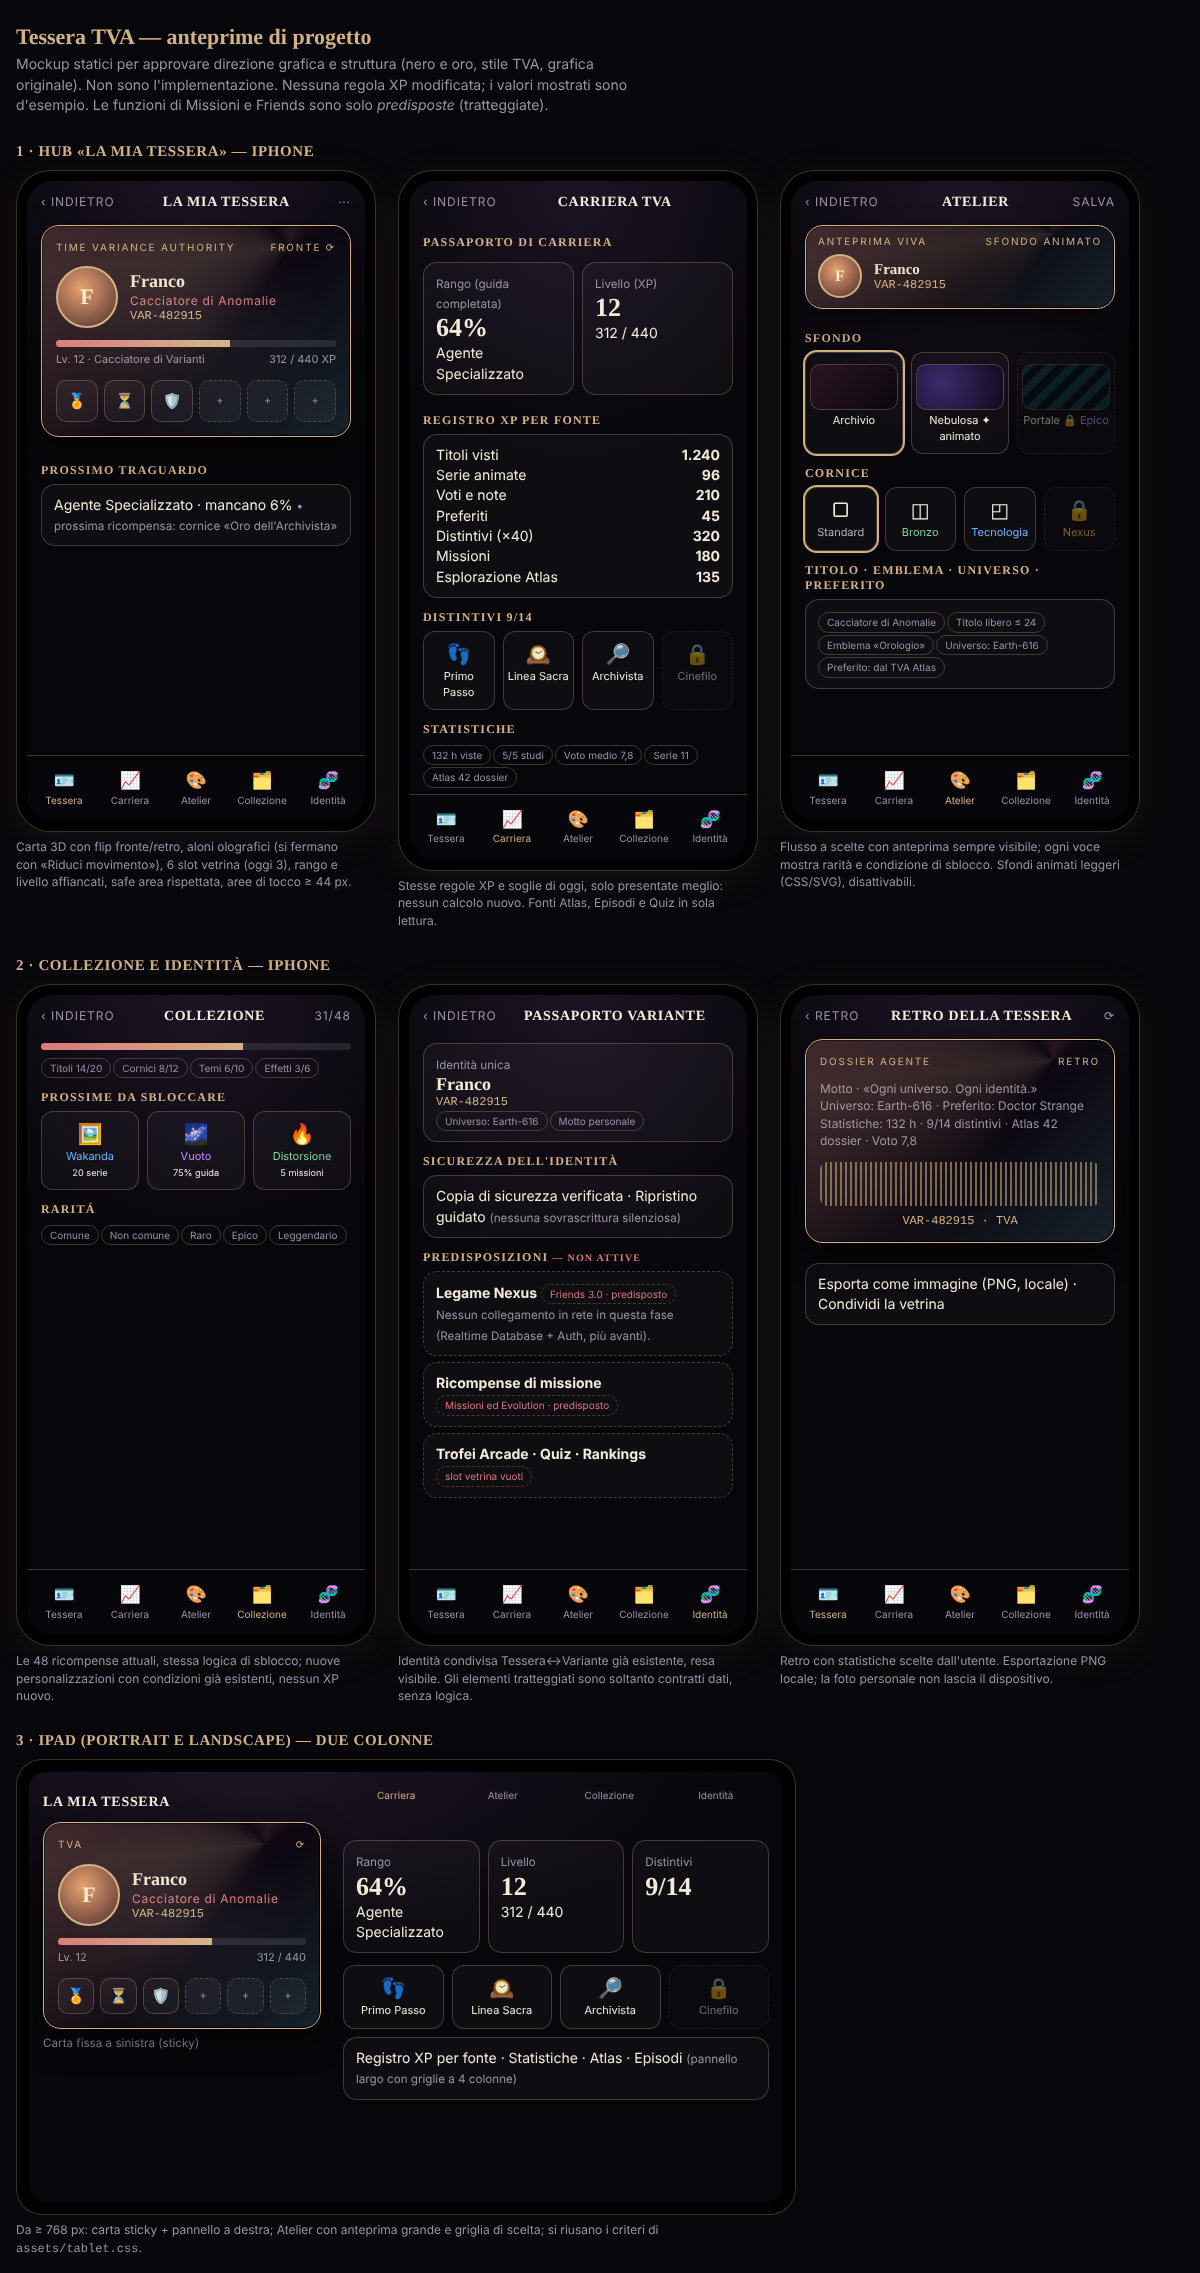 Tessera TVA — anteprime di progetto
Mockup statici per approvare direzione grafica e struttura (nero e oro, stile TVA, grafica
originale). Non sono l'implementazione. Nessuna regola XP modificata; i valori mostrati sono
d'esempio. Le funzioni di Missioni e Friends sono solo predisposte (tratteggiate).
1 · HUB «LA MIA TESSERA» — IPHONE
‹ INDIETRO LA MIA TESSERA ···
TIME VARIANCE AUTHORITY FRONTE ⟳
F
Franco
Cacciatore di Anomalie
VAR-482915
Lv. 12 · Cacciatore di Varianti 312 / 440 XP
+ + +
PROSSIMO TRAGUARDO
Agente Specializzato · mancano 6% •
prossima ricompensa: cornice «Oro dell'Archivista»
Tessera Carriera Atelier Collezione Identità
Carta 3D con flip fronte/retro, aloni olografici (si fermano
con «Riduci movimento»), 6 slot vetrina (oggi 3), rango e
livello affiancati, safe area rispettata, aree di tocco ≥ 44 px.
‹ INDIETRO CARRIERA TVA
PASSAPORTO DI CARRIERA
Rango (guida
completata)
64%
Agente
Specializzato
Livello (XP)
12
312 / 440
REGISTRO XP PER FONTE
Titoli visti 1.240
Serie animate 96
Voti e note 210
Preferiti 45
Distintivi (×40) 320
Missioni 180
Esplorazione Atlas 135
DISTINTIVI 9/14
Primo
Passo
Linea Sacra
Archivista
Cinefilo
STATISTICHE
132 h viste 5/5 studi Voto medio 7,8 Serie 11
Atlas 42 dossier
Tessera Carriera Atelier Collezione Identità
Stesse regole XP e soglie di oggi, solo presentate meglio:
nessun calcolo nuovo. Fonti Atlas, Episodi e Quiz in sola
lettura.
‹ INDIETRO ATELIER SALVA
ANTEPRIMA VIVA SFONDO ANIMATO
F
Franco
VAR-482915
SFONDO
Archivio
Nebulosa ✦
animato
Portale 🔒 Epico
CORNICE
Standard Bronzo Tecnologia Nexus
TITOLO · EMBLEMA · UNIVERSO ·
PREFERITO
Cacciatore di Anomalie Titolo libero ≤ 24
Emblema «Orologio» Universo: Earth-616
Preferito: dal TVA Atlas
Tessera Carriera Atelier Collezione Identità
Flusso a scelte con anteprima sempre visibile; ogni voce
mostra rarità e condizione di sblocco. Sfondi animati leggeri
(CSS/SVG), disattivabili.
2 · COLLEZIONE E IDENTITÀ — IPHONE
‹ INDIETRO COLLEZIONE 31/48
Titoli 14/20 Cornici 8/12 Temi 6/10 Effetti 3/6
PROSSIME DA SBLOCCARE
Wakanda
20 serie
Vuoto
75% guida
Distorsione
5 missioni
RARITÁ
Comune Non comune Raro Epico Leggendario
Tessera Carriera Atelier Collezione Identità
Le 48 ricompense attuali, stessa logica di sblocco; nuove
personalizzazioni con condizioni già esistenti, nessun XP
nuovo.
‹ INDIETRO PASSAPORTO VARIANTE
Identità unica
Franco
VAR-482915
Universo: Earth-616 Motto personale
SICUREZZA DELL'IDENTITÀ
Copia di sicurezza verificata · Ripristino
guidato (nessuna sovrascrittura silenziosa)
PREDISPOSIZIONI — NON ATTIVE
Legame Nexus Friends 3.0 · predisposto
Nessun collegamento in rete in questa fase
(Realtime Database + Auth, più avanti).
Ricompense di missione
Missioni ed Evolution · predisposto
Trofei Arcade · Quiz · Rankings
slot vetrina vuoti
Tessera Carriera Atelier Collezione Identità
Identità condivisa Tessera↔Variante già esistente, resa
visibile. Gli elementi tratteggiati sono soltanto contratti dati,
senza logica.
‹ RETRO RETRO DELLA TESSERA ⟳
DOSSIER AGENTE RETRO
Motto · «Ogni universo. Ogni identità.»
Universo: Earth-616 · Preferito: Doctor Strange
Statistiche: 132 h · 9/14 distintivi · Atlas 42
dossier · Voto 7,8
VAR-482915 · TVA
Esporta come immagine (PNG, locale) ·
Condividi la vetrina
Tessera Carriera Atelier Collezione Identità
Retro con statistiche scelte dall'utente. Esportazione PNG
locale; la foto personale non lascia il dispositivo.
3 · IPAD (PORTRAIT E LANDSCAPE) — DUE COLONNE
LA MIA TESSERA
TVA ⟳
F
Franco
Cacciatore di Anomalie
VAR-482915
Lv. 12 312 / 440
+ + +
Carta fissa a sinistra (sticky)
Carriera Atelier Collezione Identità
Rango
64%
Agente
Specializzato
Livello
12
312 / 440
Distintivi
9/14
Primo Passo Linea Sacra Archivista Cinefilo
Registro XP per fonte · Statistiche · Atlas · Episodi (pannello
largo con griglie a 4 colonne)
Da ≥ 768 px: carta sticky + pannello a destra; Atelier con anteprima grande e griglia di scelta; si riusano i criteri di
assets/tablet.css.